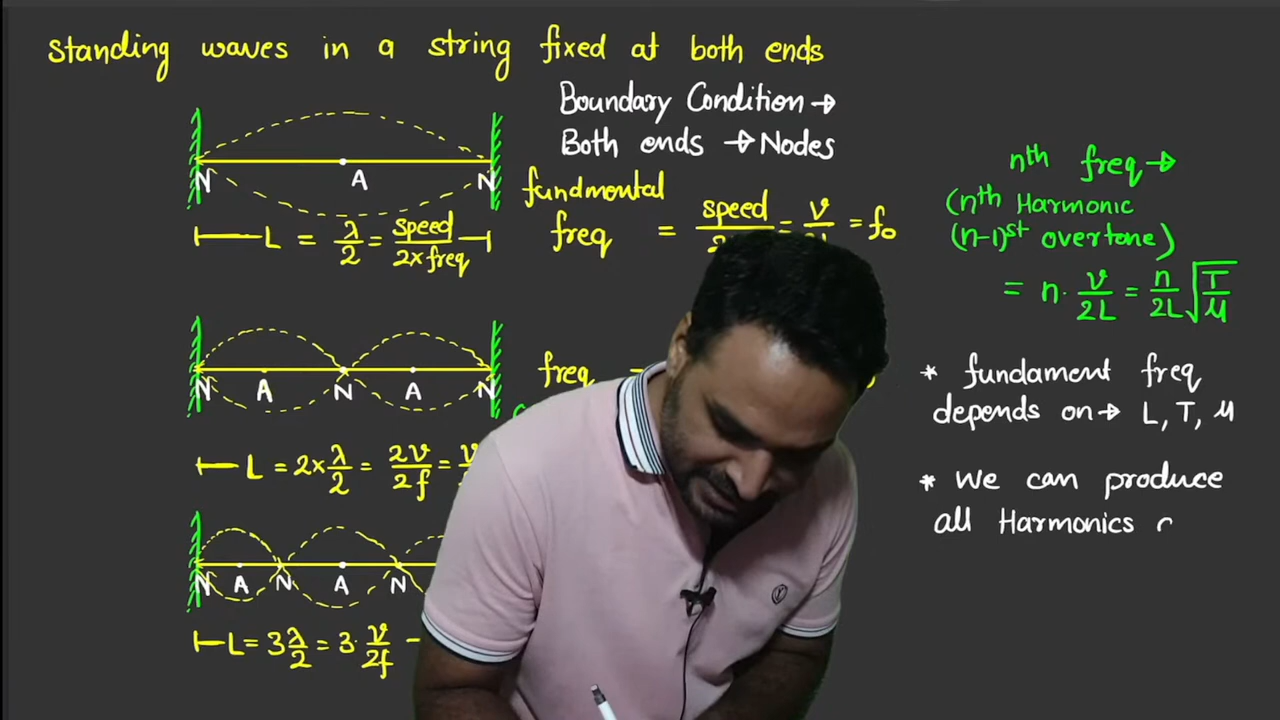 standing waves in a string fixed at both ends
Boundary Condition →
Both ends → Nodes
N A N
L = λ/2 = speed/2×freq
fundmental
freq = speed = v = f₀
nth freq →
(nth Harmonic
(n-1)st overtone)
= n · v/2L = n/2L √T/μ
N A N A N
freq =
L = 2×λ/2 = 2v/2f =
* fundament freq
depends on → L, T, μ
* We can produce
all Harmonics
N A N A N
L = 3λ/2 = 3· v/2f